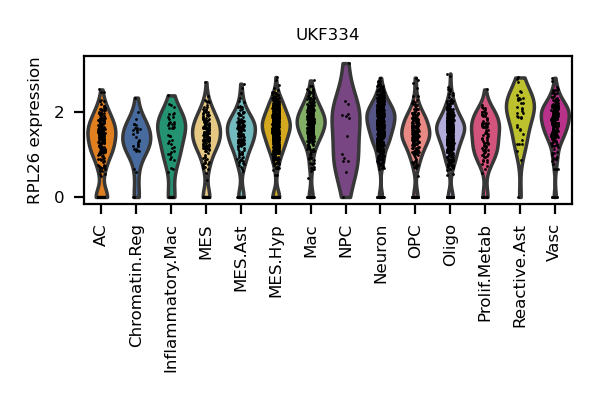 UKF334
RPL26 expression
2
0
AC
Chromatin.Reg
Inflammatory.Mac
MES
MES.Ast
MES.Hyp
Mac
NPC
Neuron
OPC
Oligo
Prolif.Metab
Reactive.Ast
Vasc